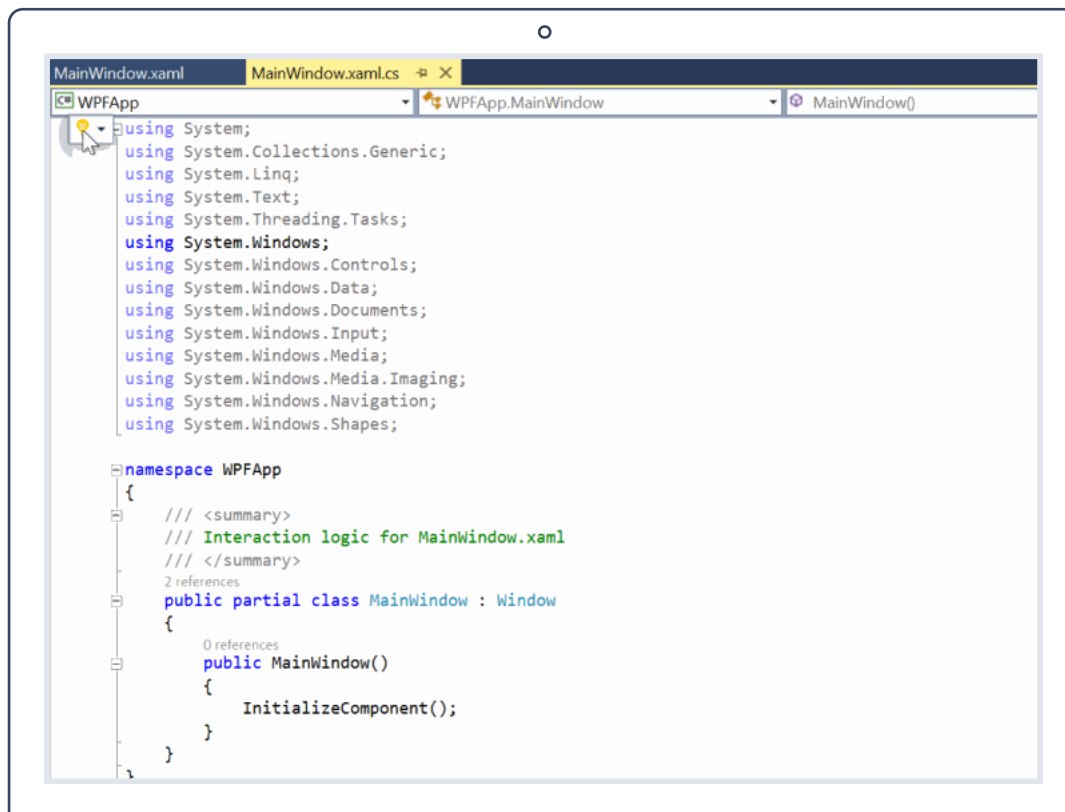 MainWindow.xaml MainWindow.xaml.cs
C# WPFApp WPFApp.MainWindow MainWindow()
using System;
using System.Collections.Generic;
using System.Linq;
using System.Text;
using System.Threading.Tasks;
using System.Windows;
using System.Windows.Controls;
using System.Windows.Data;
using System.Windows.Documents;
using System.Windows.Input;
using System.Windows.Media;
using System.Windows.Media.Imaging;
using System.Windows.Navigation;
using System.Windows.Shapes;
namespace WPFApp
{
/// <summary>
/// Interaction logic for MainWindow.xaml
/// </summary>
2 references
public partial class MainWindow : Window
{
0 references
public MainWindow()
{
InitializeComponent();
}
}
}